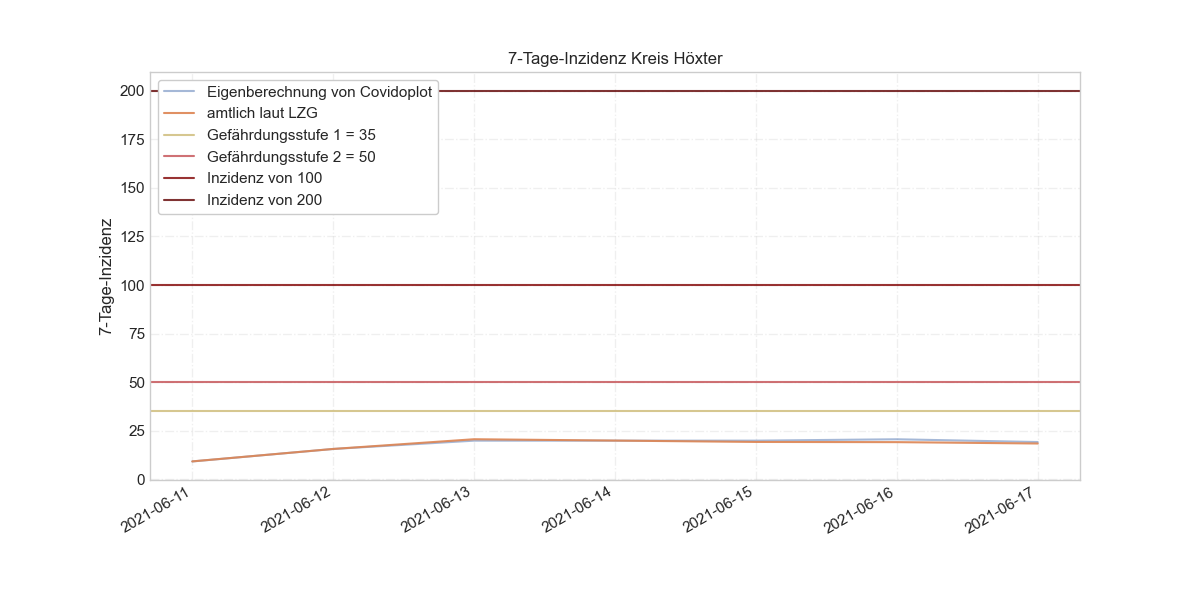 7-Tage-Inzidenz Kreis Höxter
Eigenberechnung von Covidoplot
amtlich laut LZG
Gefährdungsstufe 1 = 35
Gefährdungsstufe 2 = 50
Inzidenz von 100
Inzidenz von 200
7-Tage-Inzidenz
200
175
150
125
100
75
50
25
0
2021-06-11
2021-06-12
2021-06-13
2021-06-14
2021-06-15
2021-06-16
2021-06-17